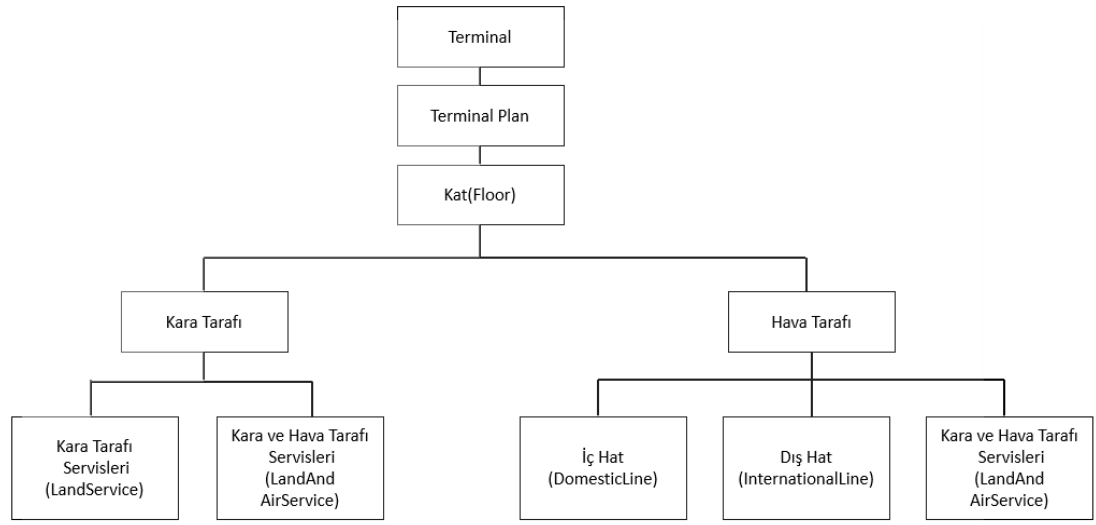 Terminal
Terminal Plan
Kat(Floor)
Kara Tarafı
Hava Tarafı
Kara Tarafı
Servisleri
(LandService)
Kara ve Hava Tarafı
Servisleri
(LandAnd
AirService)
İç Hat
(DomesticLine)
Dış Hat
(InternationalLine)
Kara ve Hava Tarafı
Servisleri
(LandAnd
AirService)